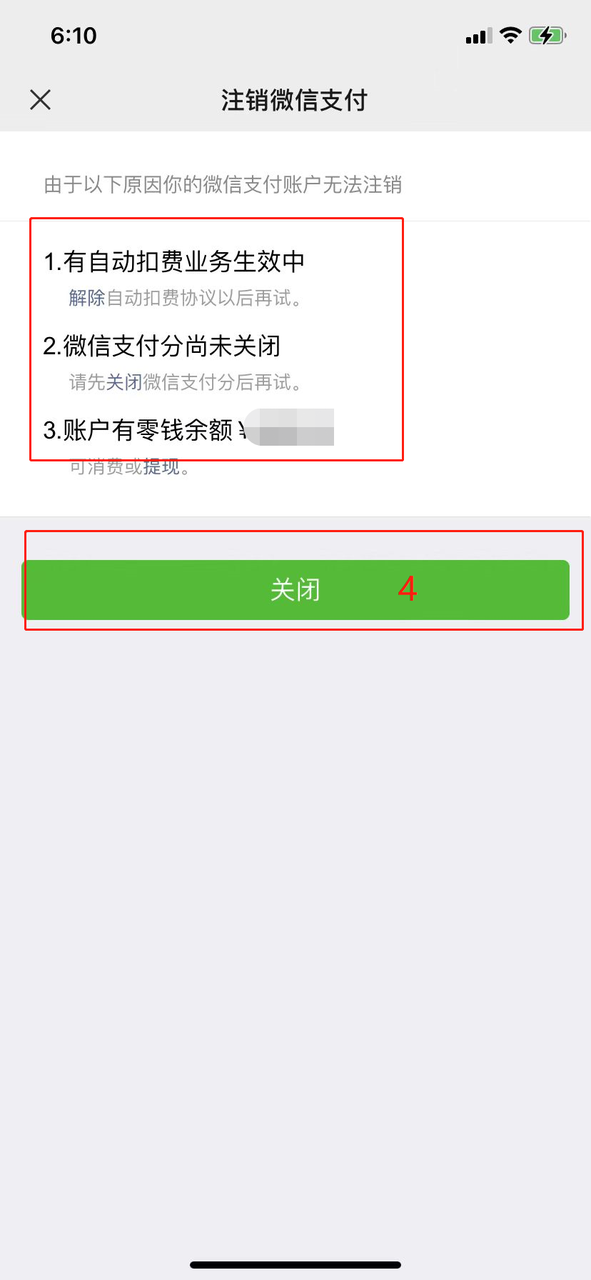 6:10
注销微信支付
由于以下原因你的微信支付账户无法注销
1.有自动扣费业务生效中
解除自动扣费协议以后再试。
2.微信支付分尚未关闭
请先关闭微信支付分后再试。
3.账户有零钱余额¥
可消费或提现。
关闭 4